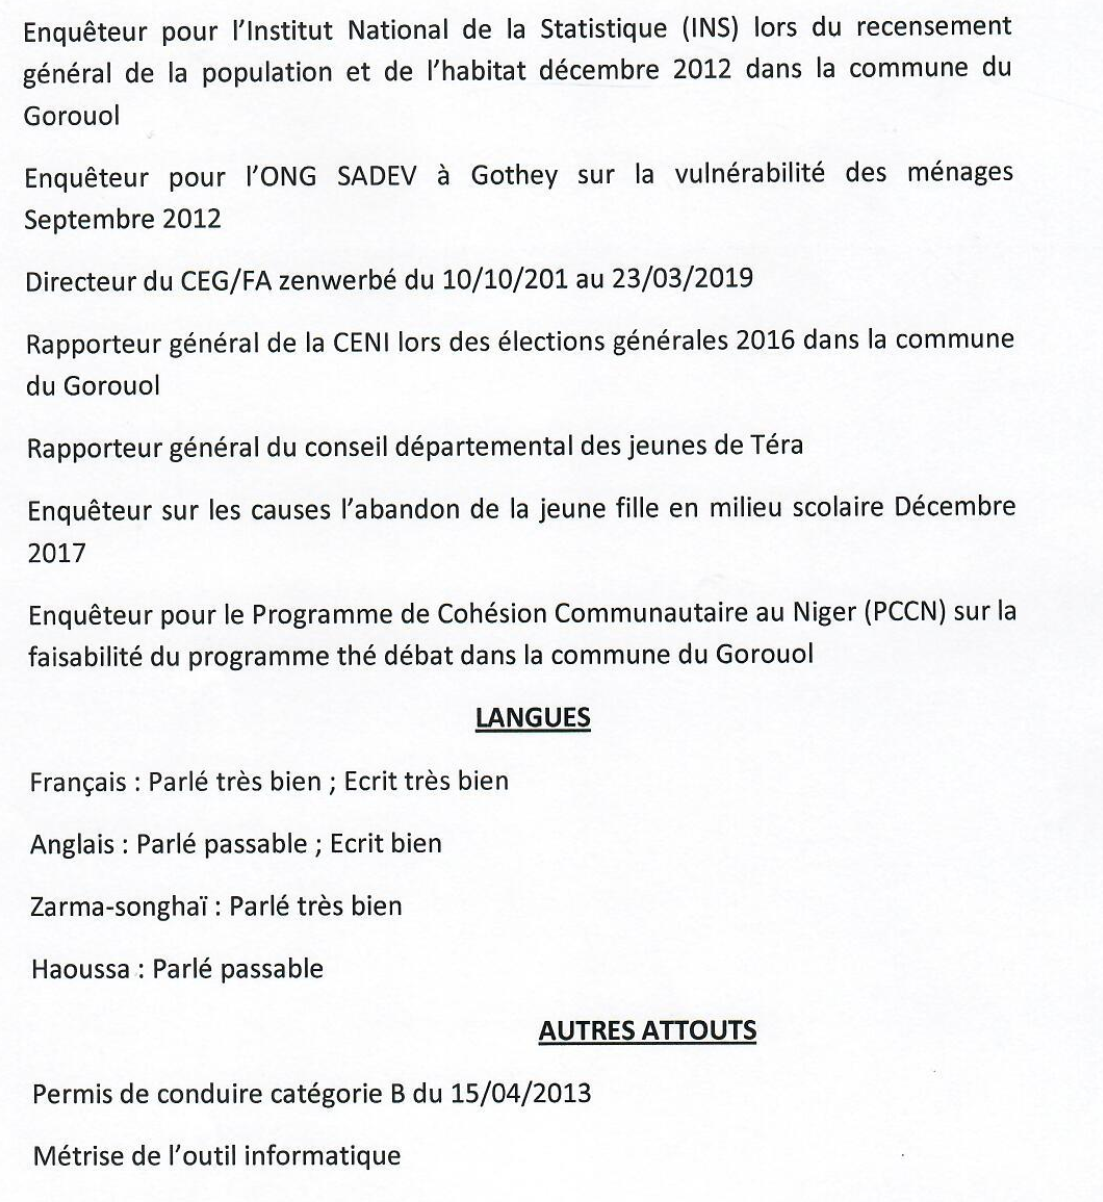 Enquêteur pour l'Institut National de la Statistique (INS) lors du recensement
général de la population et de l'habitat décembre 2012 dans la commune du
Gorouol
Enquêteur pour l'ONG SADEV à Gothey sur la vulnérabilité des ménages
Septembre 2012
Directeur du CEG/FA zenwerbé du 10/10/201 au 23/03/2019
Rapporteur général de la CENI lors des élections générales 2016 dans la commune
du Gorouol
Rapporteur général du conseil départemental des jeunes de Téra
Enquêteur sur les causes l'abandon de la jeune fille en milieu scolaire Décembre
2017
Enquêteur pour le Programme de Cohésion Communautaire au Niger (PCCN) sur la
faisabilité du programme thé débat dans la commune du Gorouol
LANGUES
Français : Parlé très bien ; Ecrit très bien
Anglais : Parlé passable ; Ecrit bien
Zarma-songhaï : Parlé très bien
Haoussa : Parlé passable
AUTRES ATTOUTS
Permis de conduire catégorie B du 15/04/2013
Métrise de l'outil informatique